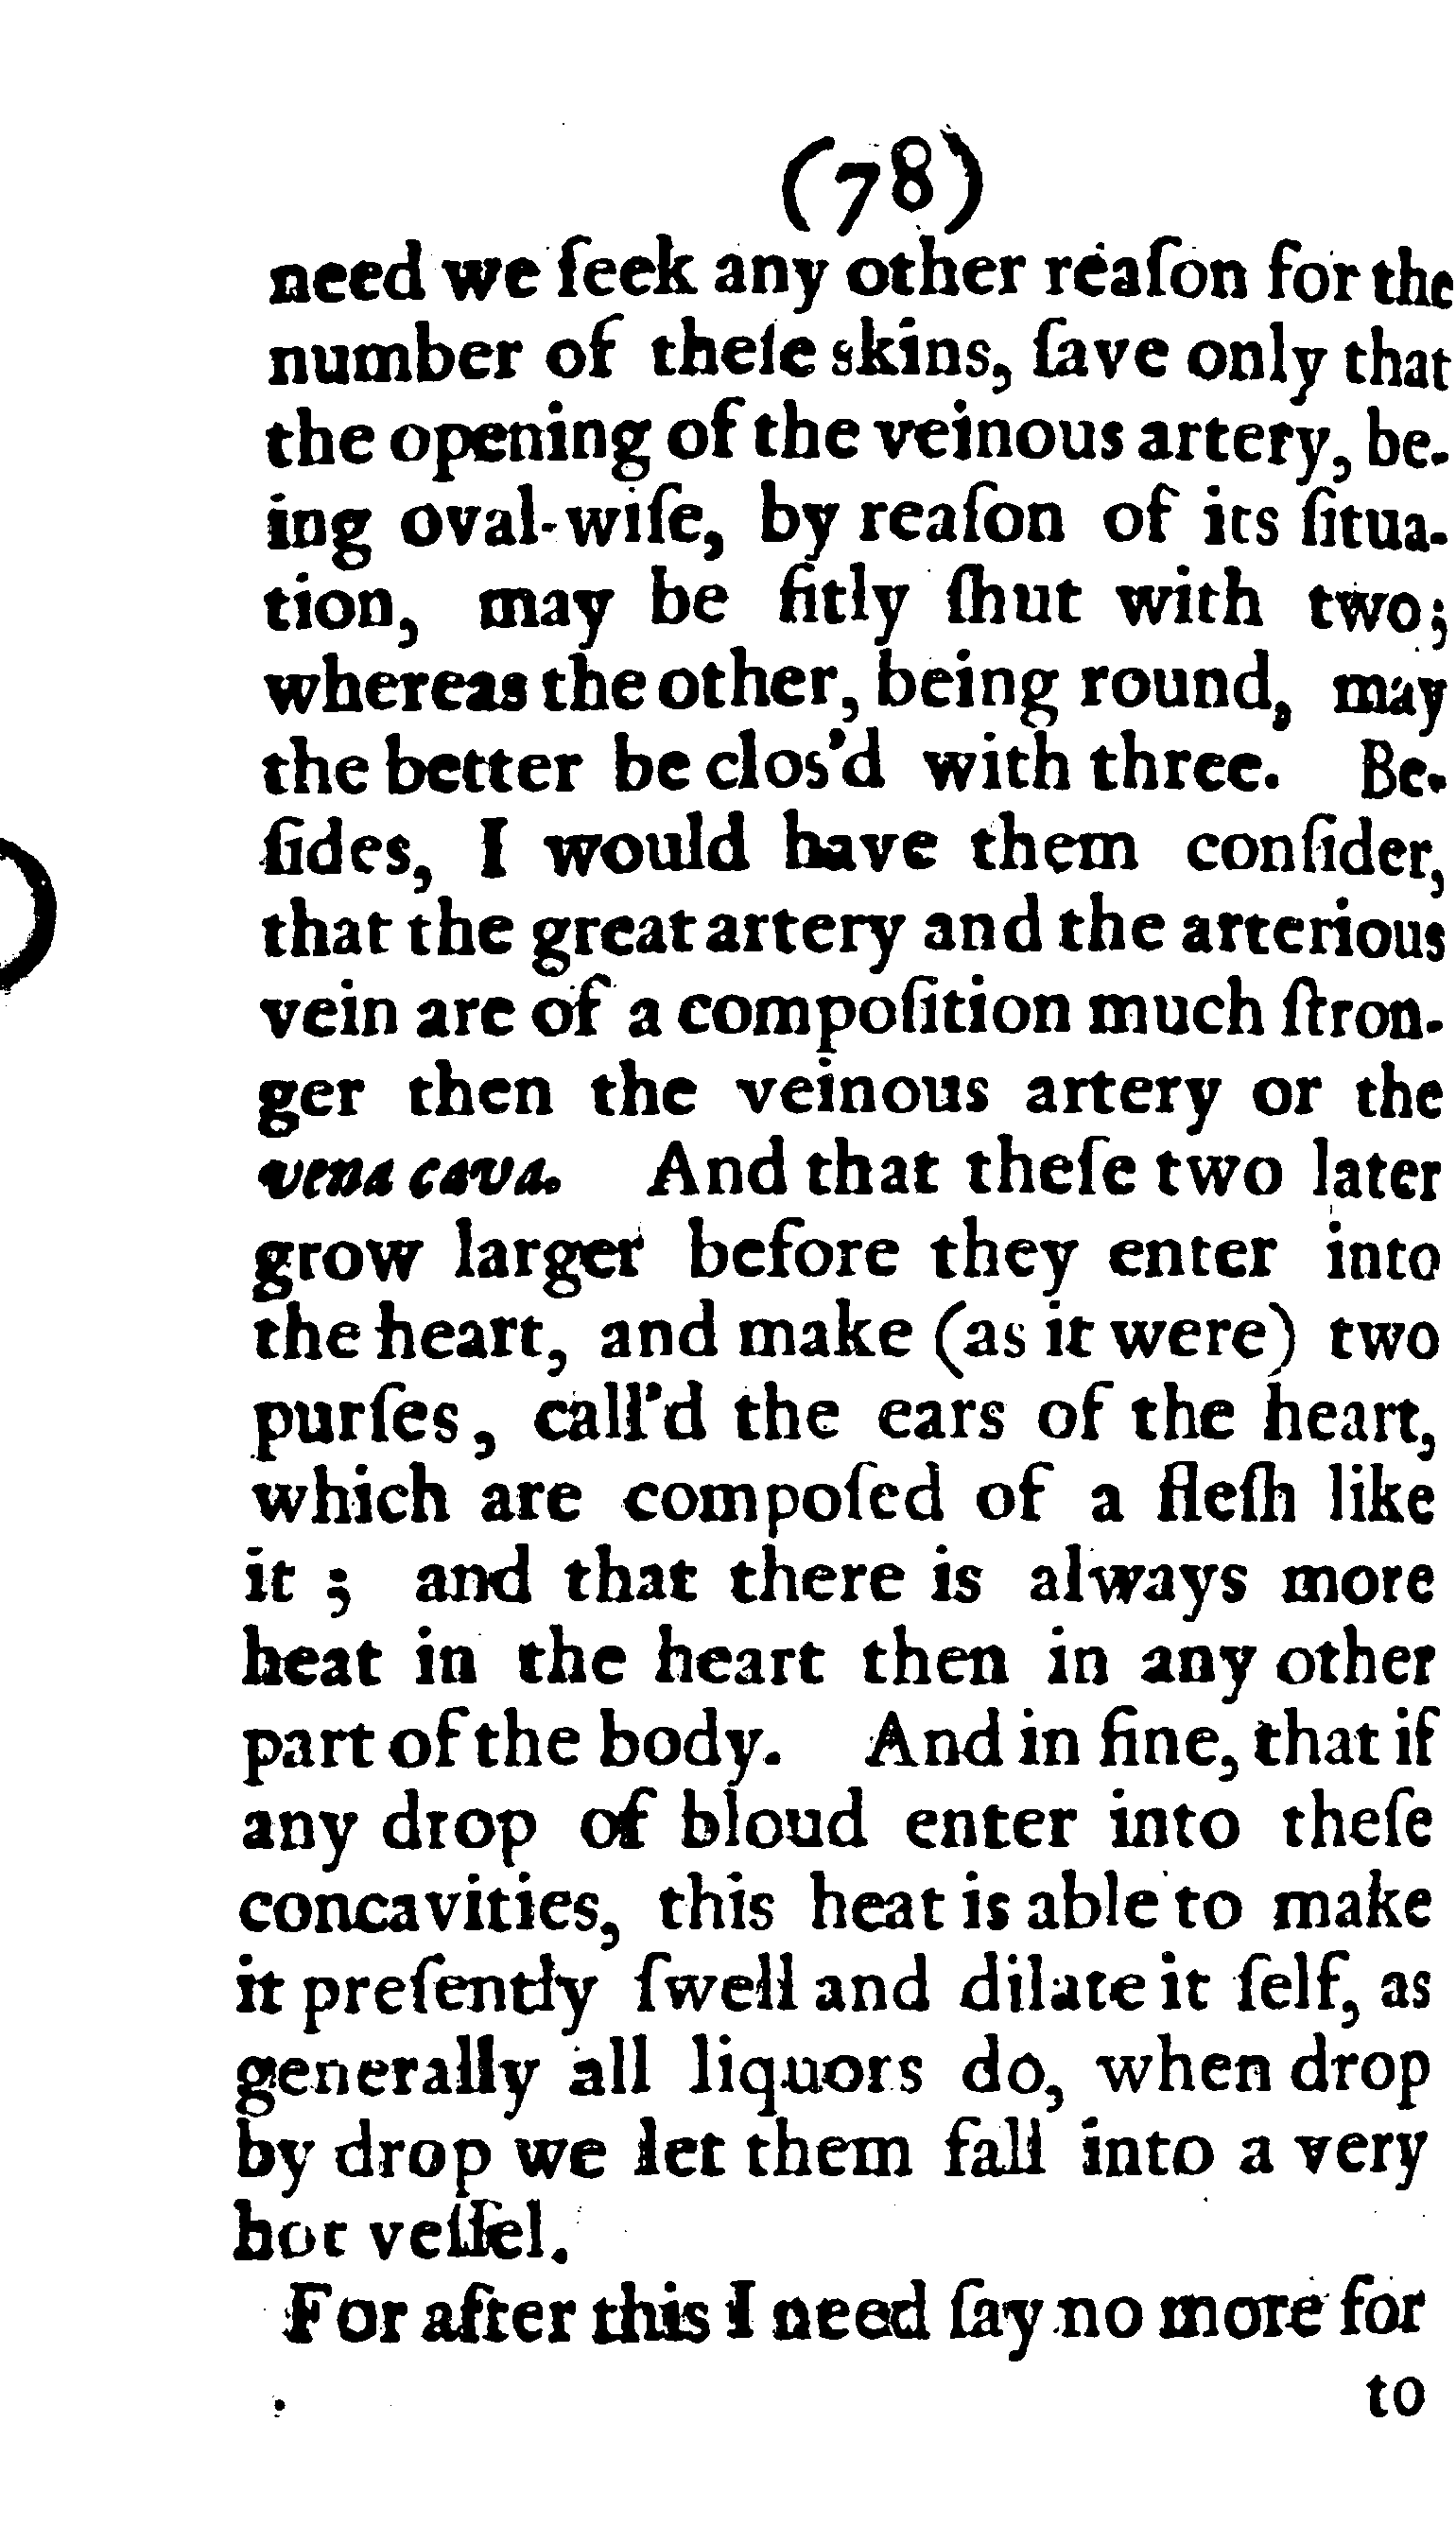 (78)
need we ſeek any other reaſon for the
number of theſe skins, ſave only that
the opening of the veinous artery, be-
ing oval-wiſe, by reaſon of its ſitua-
tion, may be fitly ſhut with two;
whereas the other, being round, may
the better be clos'd with three. Be-
ſides, I would have them conſider,
that the great artery and the arterious
vein are of a compoſition much ſtron-
ger then the veinous artery or the
vena cava. And that theſe two later
grow larger before they enter into
the heart, and make (as it were) two
purſes, call'd the ears of the heart,
which are compoſed of a fleſh like
it; and that there is always more
heat in the heart then in any other
part of the body. And in fine, that if
any drop of bloud enter into theſe
concavities, this heat is able to make
it preſently ſwell and dilate it ſelf, as
generally all liquors do, when drop
by drop we let them fall into a very
hot veſſel.
For after this I need ſay no more for
to